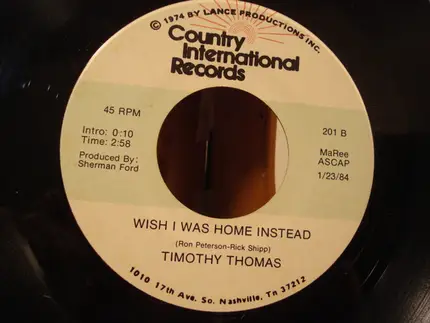 © 1974 BY LANCE PRODUCTIONS INC.
Country
International
Records
45 RPM
201 B
Intro: 0:10
Time: 2:58
MaRee
ASCAP
Produced By:
Sherman Ford
1/23/84
WISH I WAS HOME INSTEAD
(Ron Peterson-Rick Shipp)
TIMOTHY THOMAS
1010 17th Ave. So. Nashville, Tn 37212